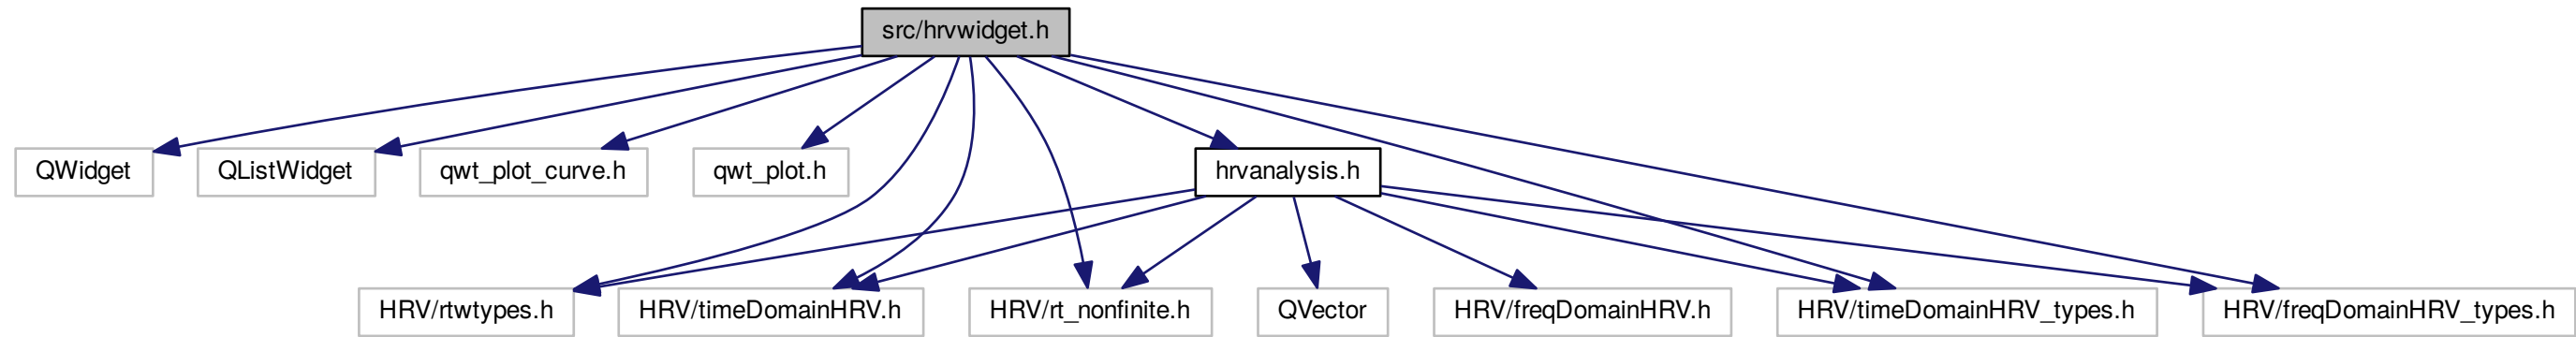 src/hrvwidget.h
QWidget
QListWidget
qwt_plot_curve.h
qwt_plot.h
hrvanalysis.h
HRV/rtwtypes.h
HRV/timeDomainHRV.h
HRV/rt_nonfinite.h
QVector
HRV/freqDomainHRV.h
HRV/timeDomainHRV_types.h
HRV/freqDomainHRV_types.h